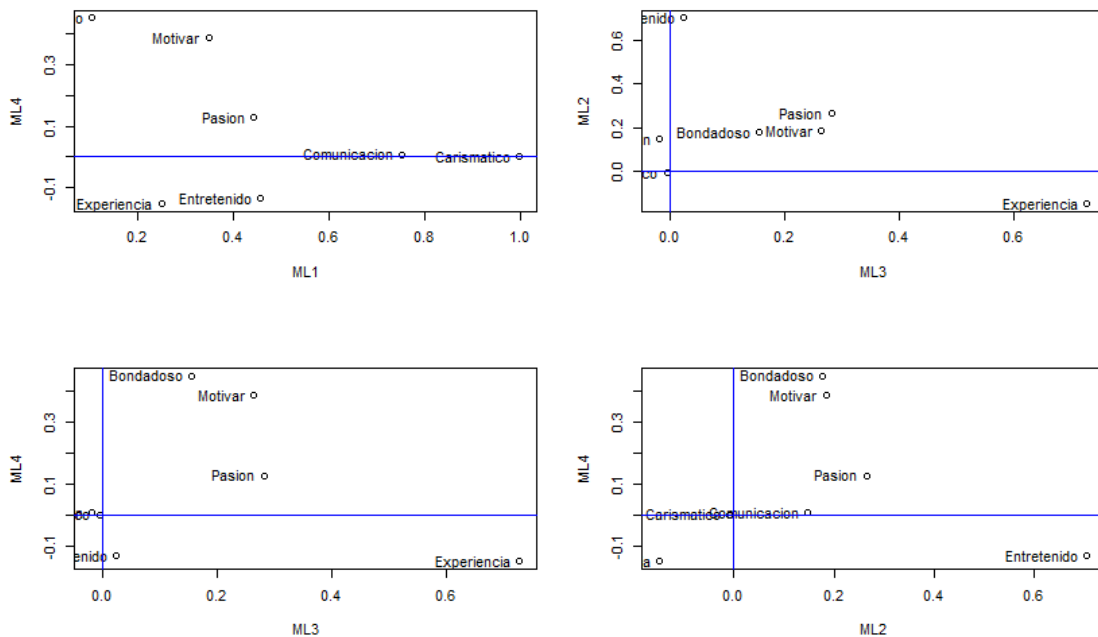 o
Motivar
Pasion
Comunicacion
Carismatico
Entretenido
Experiencia
0.3
0.1
-0.1
ML4
0.2 0.4 0.6 0.8 1.0
ML1
enido
Pasion
Bondadoso
Motivar
n
co
Experiencia
0.6
0.4
0.2
0.0
ML2
0.0 0.2 0.4 0.6
ML3
Bondadoso
Motivar
Pasion
enido
Experiencia
0.3
0.1
-0.1
ML4
0.0 0.2 0.4 0.6
ML3
Bondadoso
Motivar
Pasion
Carismatico
Comunicacion
a
Entretenido
0.3
0.1
-0.1
ML4
0.0 0.2 0.4 0.6
ML2